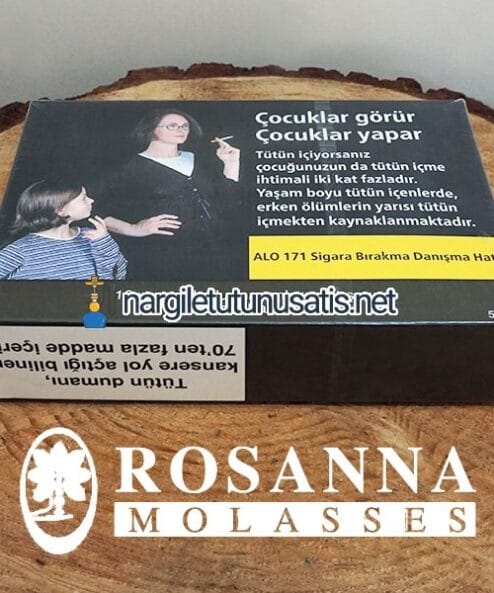 Çocuklar görür
Çocuklar yapar
Tütün içiyorsanız
çocuğunuzun da tütün içme
ihtimali iki kat fazladır.
Yaşam boyu tütün içenlerde,
erken ölümlerin yarısı tütün
içmekten kaynaklanmaktadır.
ALO 171 Sigara Bırakma Danışma Hat
nargiletutunusatis.net
Tütün dumanı,
kansere yol açtığı biline
70'ten fazla madde içeri
ROSANNA
MOLASSES